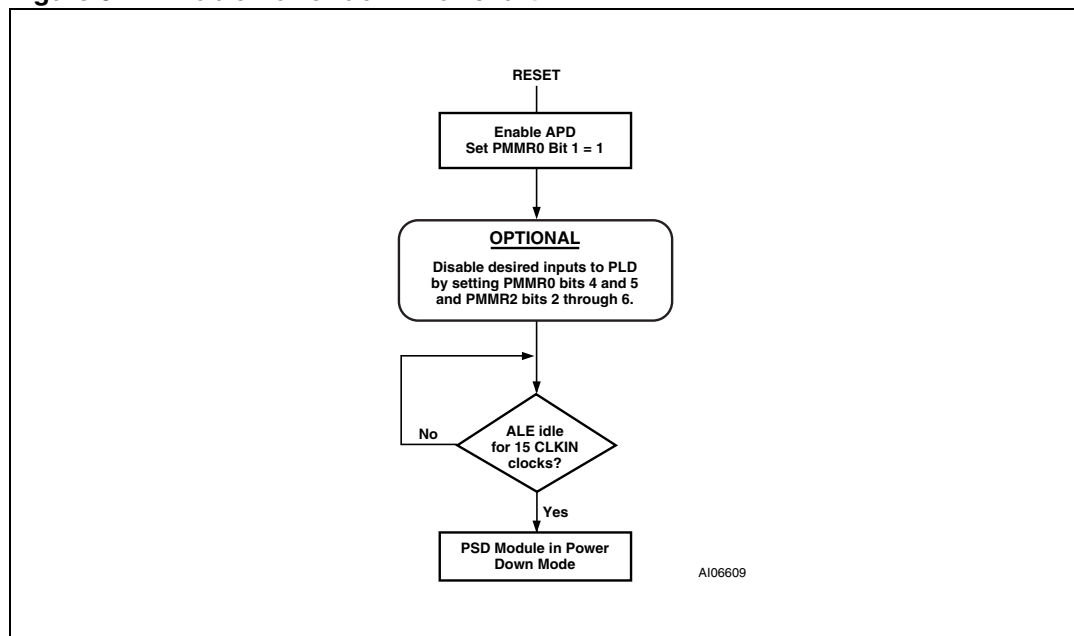 RESET
Enable APD
Set PMMR0 Bit 1 = 1
OPTIONAL
Disable desired inputs to PLD
by setting PMMR0 bits 4 and 5
and PMMR2 bits 2 through 6.
No
ALE idle
for 15 CLKIN
clocks?
Yes
PSD Module in Power
Down Mode
AI06609